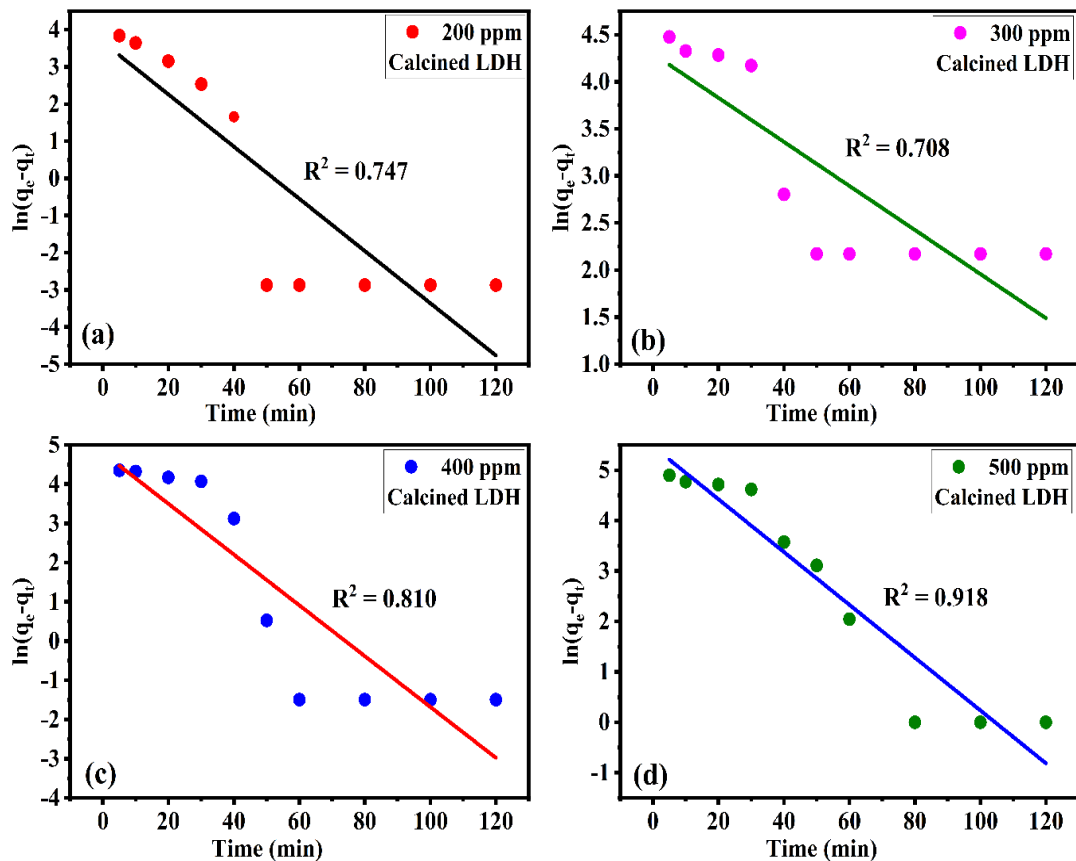 4
3
2
1
0
-1
-2
-3
-4
-5
ln(qe-qt)
200 ppm
Calcined LDH
R² = 0.747
(a)
0 20 40 60 80 100 120
Time (min)
4.5
4.0
3.5
3.0
2.5
2.0
1.5
1.0
ln(qe-qt)
300 ppm
Calcined LDH
R² = 0.708
(b)
0 20 40 60 80 100 120
Time (min)
5
4
3
2
1
0
-1
-2
-3
-4
ln(qe-qt)
400 ppm
Calcined LDH
R² = 0.810
(c)
0 20 40 60 80 100 120
Time (min)
5
4
3
2
1
0
-1
ln(qe-qt)
500 ppm
Calcined LDH
R² = 0.918
(d)
0 20 40 60 80 100 120
Time (min)